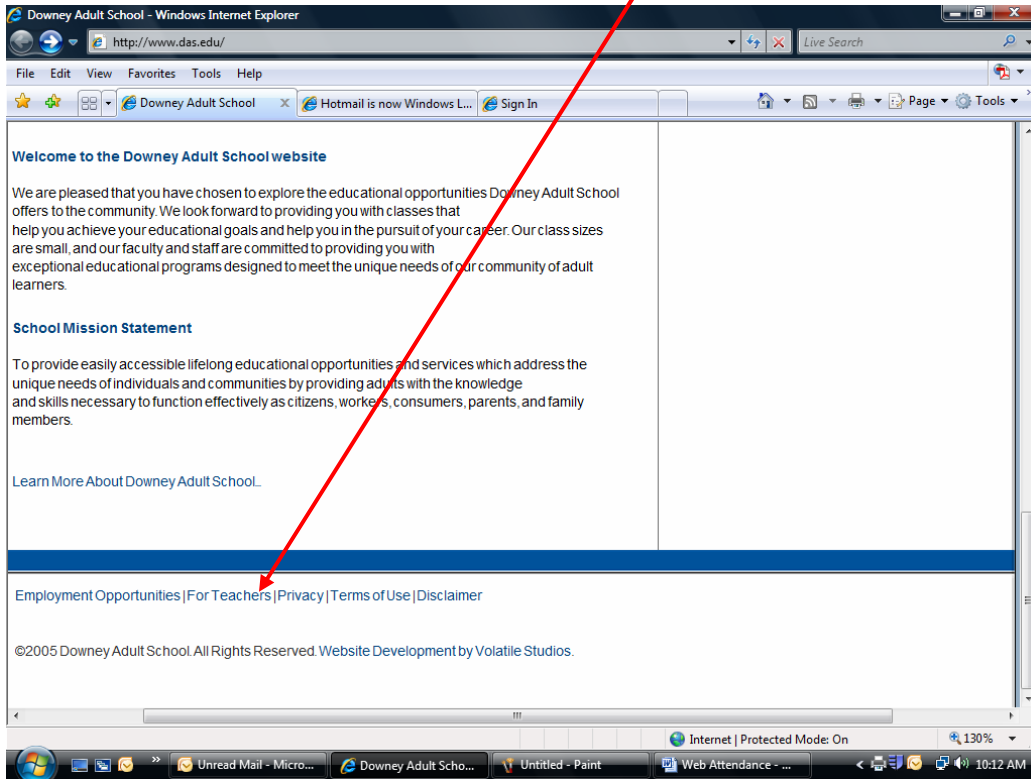 Downey Adult School - Windows Internet Explorer
http://www.das.edu/
Live Search
File Edit View Favorites Tools Help
Downey Adult School
Hotmail is now Windows L...
Sign In
Page Tools
Welcome to the Downey Adult School website
We are pleased that you have chosen to explore the educational opportunities Downey Adult School
offers to the community. We look forward to providing you with classes that
help you achieve your educational goals and help you in the pursuit of your career. Our class sizes
are small, and our faculty and staff are committed to providing you with
exceptional educational programs designed to meet the unique needs of our community of adult
learners.
School Mission Statement
To provide easily accessible lifelong educational opportunities and services which address the
unique needs of individuals and communities by providing adults with the knowledge
and skills necessary to function effectively as citizens, workers, consumers, parents, and family
members.
Learn More About Downey Adult School...
Employment Opportunities | For Teachers | Privacy | Terms of Use | Disclaimer
©2005 Downey Adult School. All Rights Reserved. Website Development by Volatile Studios.
Internet | Protected Mode: On
130%
Unread Mail - Micro...
Downey Adult Scho...
Untitled - Paint
Web Attendance - ...
10:12 AM